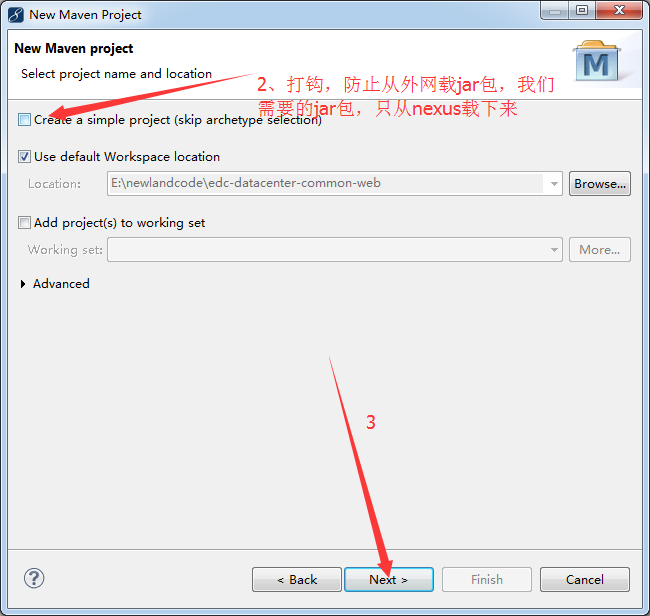 New Maven Project
New Maven project
Select project name and location
M
2、打钩，防止从外网载jar包，我们
需要的jar包，只从nexus载下来
Create a simple project (skip archetype selection)
Use default Workspace location
Location: E:\newlandcode\edc-datacenter-common-web Browse...
Add project(s) to working set
Working set: More...
Advanced
3
? < Back Next > Finish Cancel